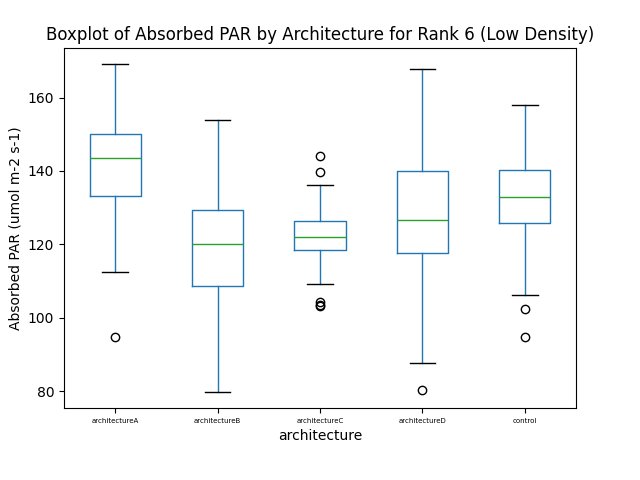 Boxplot of Absorbed PAR by Architecture for Rank 6 (Low Density)
Absorbed PAR (umol m-2 s-1)
160
140
120
100
80
architectureA architectureB architectureC architectureD control
architecture